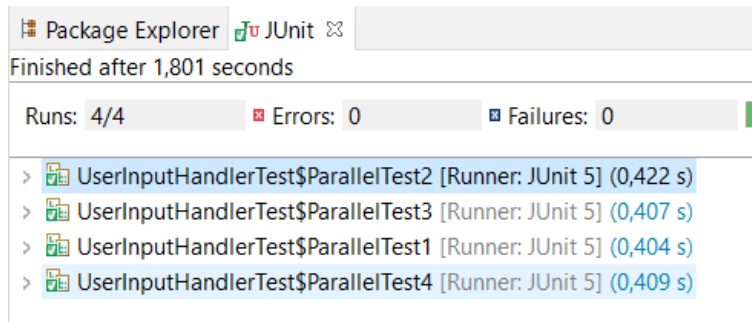 Package Explorer JUnit
Finished after 1,801 seconds
Runs: 4/4 Errors: 0 Failures: 0
UserInputHandlerTest$ParallelTest2 [Runner: JUnit 5] (0,422 s)
UserInputHandlerTest$ParallelTest3 [Runner: JUnit 5] (0,407 s)
UserInputHandlerTest$ParallelTest1 [Runner: JUnit 5] (0,404 s)
UserInputHandlerTest$ParallelTest4 [Runner: JUnit 5] (0,409 s)